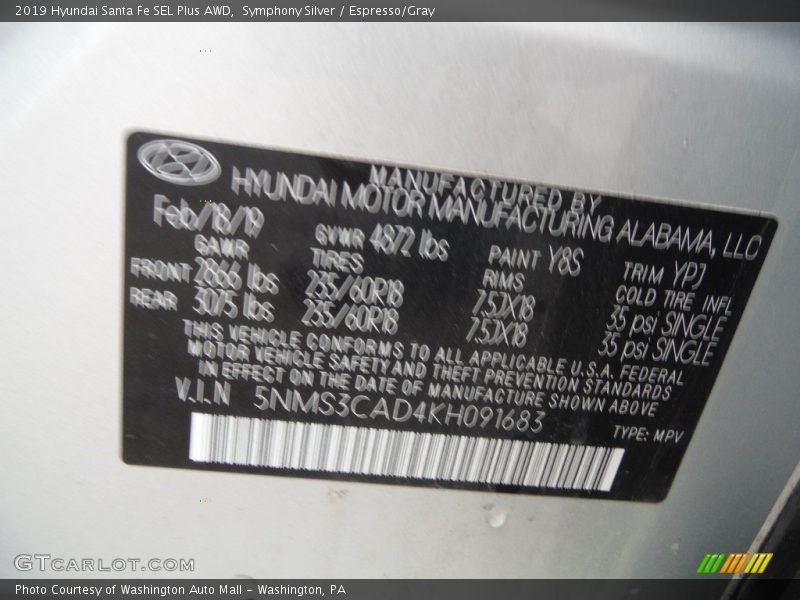 2019 Hyundai Santa Fe SEL Plus AWD, Symphony Silver / Espresso/Gray
MANUFACTURED BY
HYUNDAI MOTOR MANUFACTURING ALABAMA, LLC
Feb/18/19 GVWR 4872 lbs PAINT Y8S TRIM YPJ
GAWR TIRES RIMS COLD TIRE INFL
FRONT 2866 lbs 235/60R18 7.5JX18 35 psi SINGLE
REAR 3075 lbs 235/60R18 7.5JX18 35 psi SINGLE
THIS VEHICLE CONFORMS TO ALL APPLICABLE U.S.A. FEDERAL
MOTOR VEHICLE SAFETY AND THEFT PREVENTION STANDARDS
IN EFFECT ON THE DATE OF MANUFACTURE SHOWN ABOVE
V.I.N 5NMS3CAD4KH091683
TYPE: MPV
GTcarlot.com
Photo Courtesy of Washington Auto Mall - Washington, PA